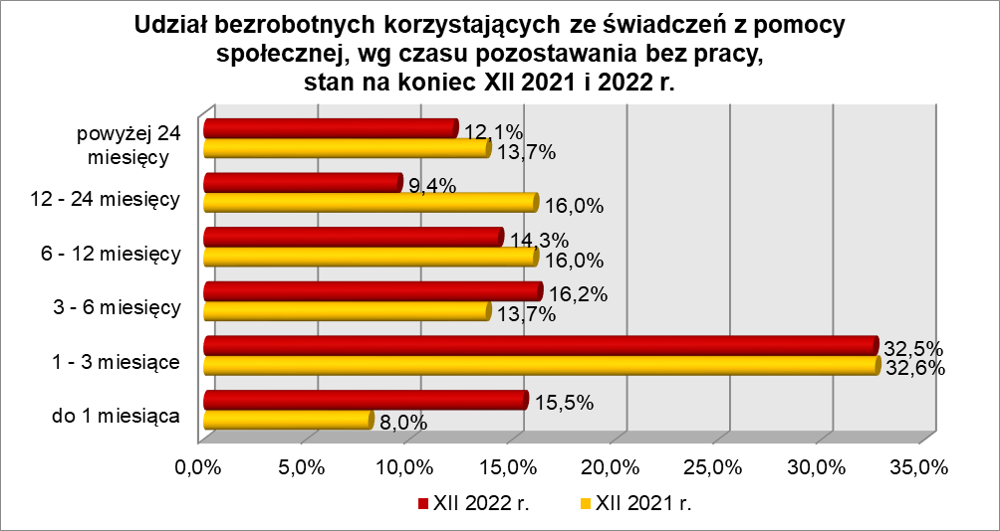 Udział bezrobotnych korzystających ze świadczeń z pomocy
społecznej, wg czasu pozostawania bez pracy,
stan na koniec XII 2021 i 2022 r.
powyżej 24
miesięcy
12,1%
13,7%
12 - 24 miesięcy
9,4%
16,0%
6 - 12 miesięcy
14,3%
16,0%
3 - 6 miesięcy
16,2%
13,7%
1 - 3 miesiące
32,5%
32,6%
do 1 miesiąca
15,5%
8,0%
0,0% 5,0% 10,0% 15,0% 20,0% 25,0% 30,0% 35,0%
XII 2022 r. XII 2021 r.